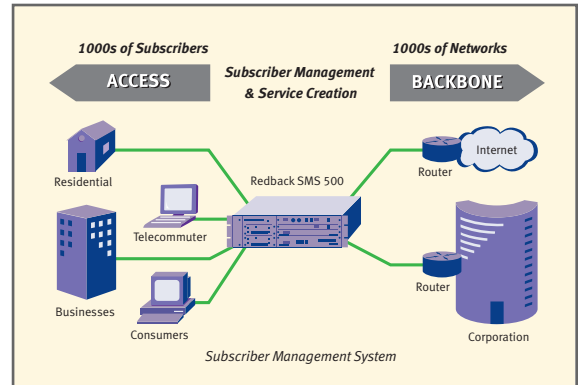 1000s of Subscribers
1000s of Networks
ACCESS
Subscriber Management
& Service Creation
BACKBONE
Residential
Redback SMS 500
Router
Internet
Telecommuter
Businesses
Consumers
Router
Corporation
Subscriber Management System